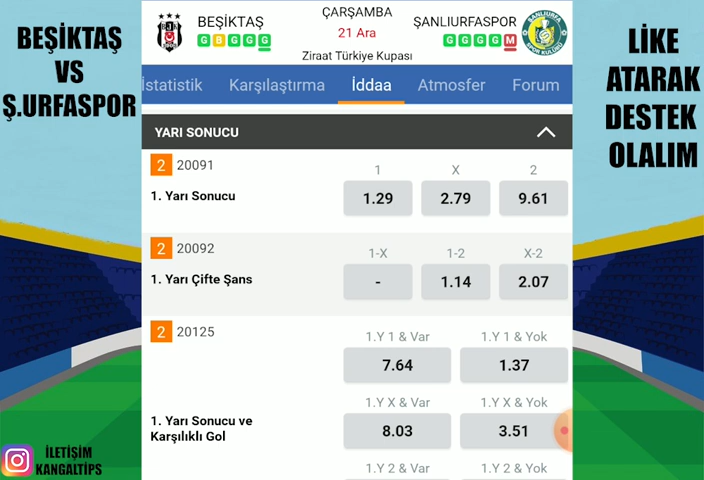 BEŞİKTAŞ
VS
Ş.URFASPOR
BEŞİKTAŞ
G B G G G
ÇARŞAMBA
21 Ara
Ziraat Türkiye Kupası
ŞANLIURFASPOR
G G G G M
LİKE
ATARAK
DESTEK
OLALIM
İstatistik Karşılaştırma İddaa Atmosfer Forum
YARI SONUCU
2 20091
1 X 2
1. Yarı Sonucu
1.29 2.79 9.61
2 20092
1-X 1-2 X-2
1. Yarı Çifte Şans
- 1.14 2.07
2 20125
1.Y 1 & Var 1.Y 1 & Yok
7.64 1.37
1.Y X & Var 1.Y X & Yok
1. Yarı Sonucu ve
Karşılıklı Gol
8.03 3.51
1.Y 2 & Var 1.Y 2 & Yok
İLETİŞİM
KANGALTİPS